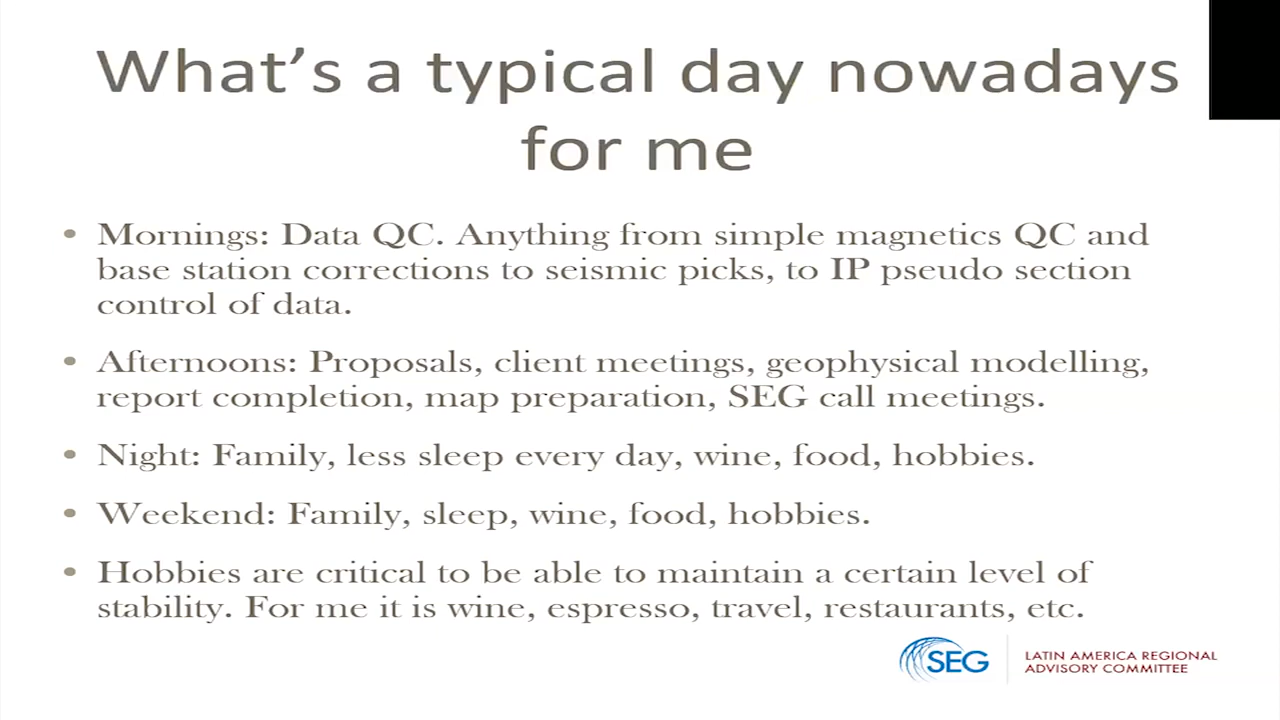 What's a typical day nowadays
for me
• Mornings: Data QC. Anything from simple magnetics QC and
base station corrections to seismic picks, to IP pseudo section
control of data.
• Afternoons: Proposals, client meetings, geophysical modelling,
report completion, map preparation, SEG call meetings.
• Night: Family, less sleep every day, wine, food, hobbies.
• Weekend: Family, sleep, wine, food, hobbies.
• Hobbies are critical to be able to maintain a certain level of
stability. For me it is wine, espresso, travel, restaurants, etc.
SEG
LATIN AMERICA REGIONAL
ADVISORY COMMITTEE